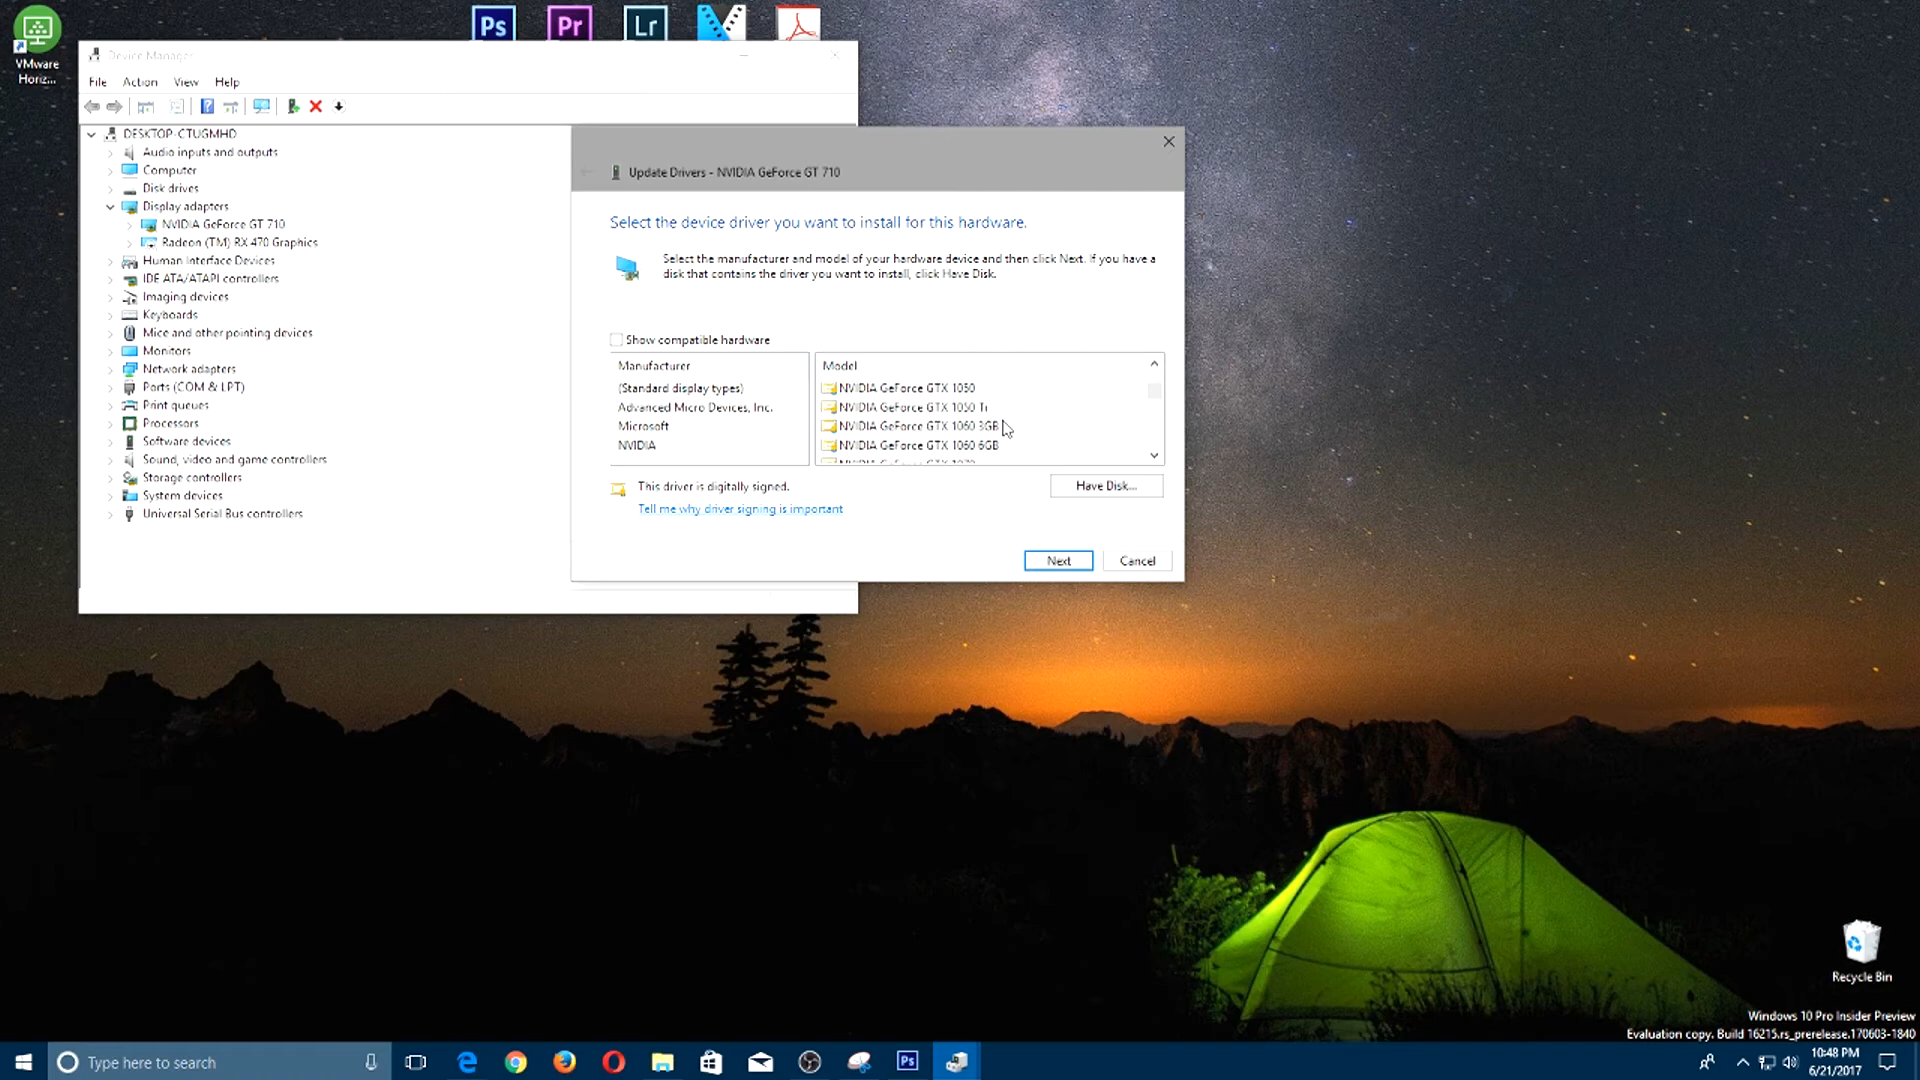 Ps
Pr
Lr
VMware
Horiz...
Device Manager
File Action View Help
DESKTOP-CTUGMHD
Audio inputs and outputs
Computer
Disk drives
Display adapters
NVIDIA GeForce GT 710
Radeon (TM) RX 470 Graphics
Human Interface Devices
IDE ATA/ATAPI controllers
Imaging devices
Keyboards
Mice and other pointing devices
Monitors
Network adapters
Ports (COM & LPT)
Print queues
Processors
Software devices
Sound, video and game controllers
Storage controllers
System devices
Universal Serial Bus controllers
Update Drivers - NVIDIA GeForce GT 710
Select the device driver you want to install for this hardware.
Select the manufacturer and model of your hardware device and then click Next. If you have a
disk that contains the driver you want to install, click Have Disk.
Show compatible hardware
Manufacturer
(Standard display types)
Advanced Micro Devices, Inc.
Microsoft
NVIDIA
Model
NVIDIA GeForce GTX 1050
NVIDIA GeForce GTX 1050 Ti
NVIDIA GeForce GTX 1060 3GB
NVIDIA GeForce GTX 1060 6GB
This driver is digitally signed.
Have Disk...
Tell me why driver signing is important
Next
Cancel
Recycle Bin
Windows 10 Pro Insider Preview
Evaluation copy. Build 16215.rs_prerelease.170603-1840
Type here to search
Ps
10:48 PM
6/21/2017